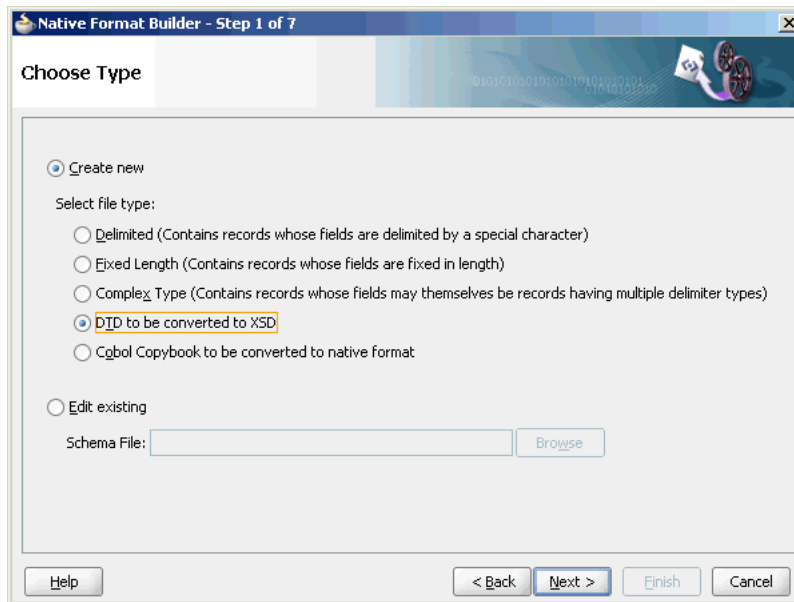 Native Format Builder - Step 1 of 7
Choose Type
01010101010101010101010101
01010101010
Create new
Select file type:
Delimited (Contains records whose fields are delimited by a special character)
Fixed Length (Contains records whose fields are fixed in length)
Complex Type (Contains records whose fields may themselves be records having multiple delimiter types)
DTD to be converted to XSD
Cobol Copybook to be converted to native format
Edit existing
Schema File: Browse
Help < Back Next > Finish Cancel